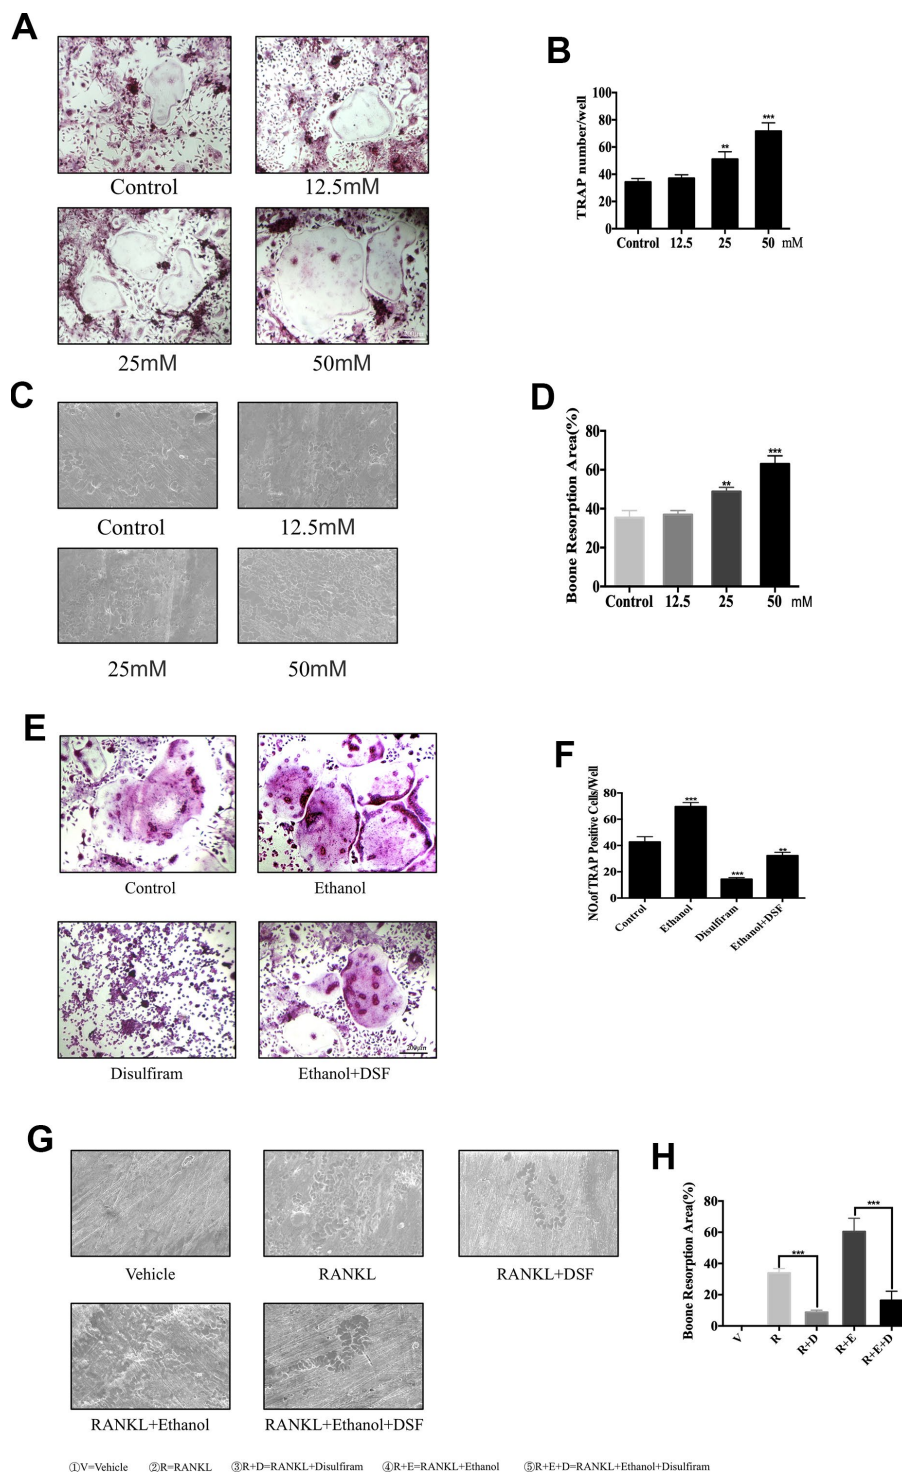 A
Control
12.5mM
25mM
50mM
B
TRAP number/well
100
80
60
40
20
0
**
***
Control 12.5 25 50 mM
C
Control
12.5mM
25mM
50mM
D
Boone Resorption Area(%)
80
60
40
20
0
**
***
Control 12.5 25 50 mM
E
Control
Ethanol
Disulfiram
Ethanol+DSF
F
NO.of TRAP Positive Cells/Well
80
60
40
20
0
***
***
**
Control
Ethanol
Disulfiram
Ethanol+DSF
G
Vehicle
RANKL
RANKL+DSF
RANKL+Ethanol
RANKL+Ethanol+DSF
H
Boone Resorption Area(%)
80
60
40
20
0
***
***
V
R
R+D
R+E
R+E+D
①V=Vehicle ②R=RANKL ③R+D=RANKL+Disulfiram ④R+E=RANKL+Ethanol ⑤R+E+D=RANKL+Ethanol+Disulfiram